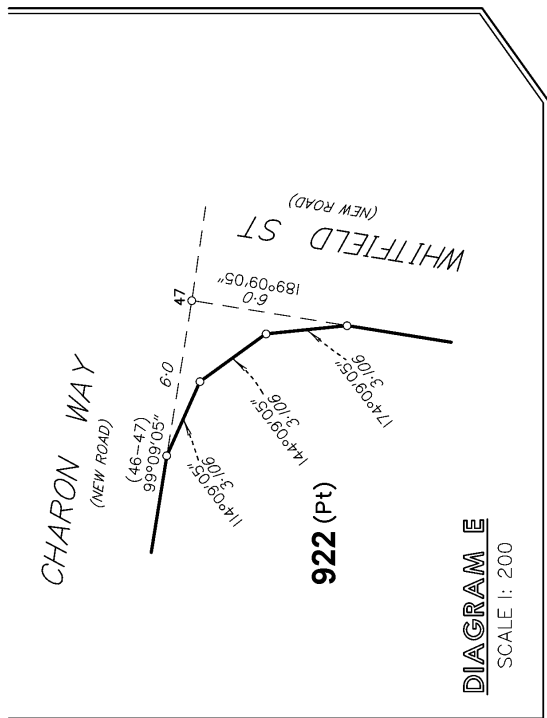 CHARON WAY
(NEW ROAD)
(46-47)
99°09'05"
6·0
47
WHITFIELD ST
(NEW ROAD)
189°09'05"
6·0
114°09'05"
3·106
144°09'05"
3·106
174°09'05"
3·106
922 (Pt)
DIAGRAM E
SCALE 1: 200